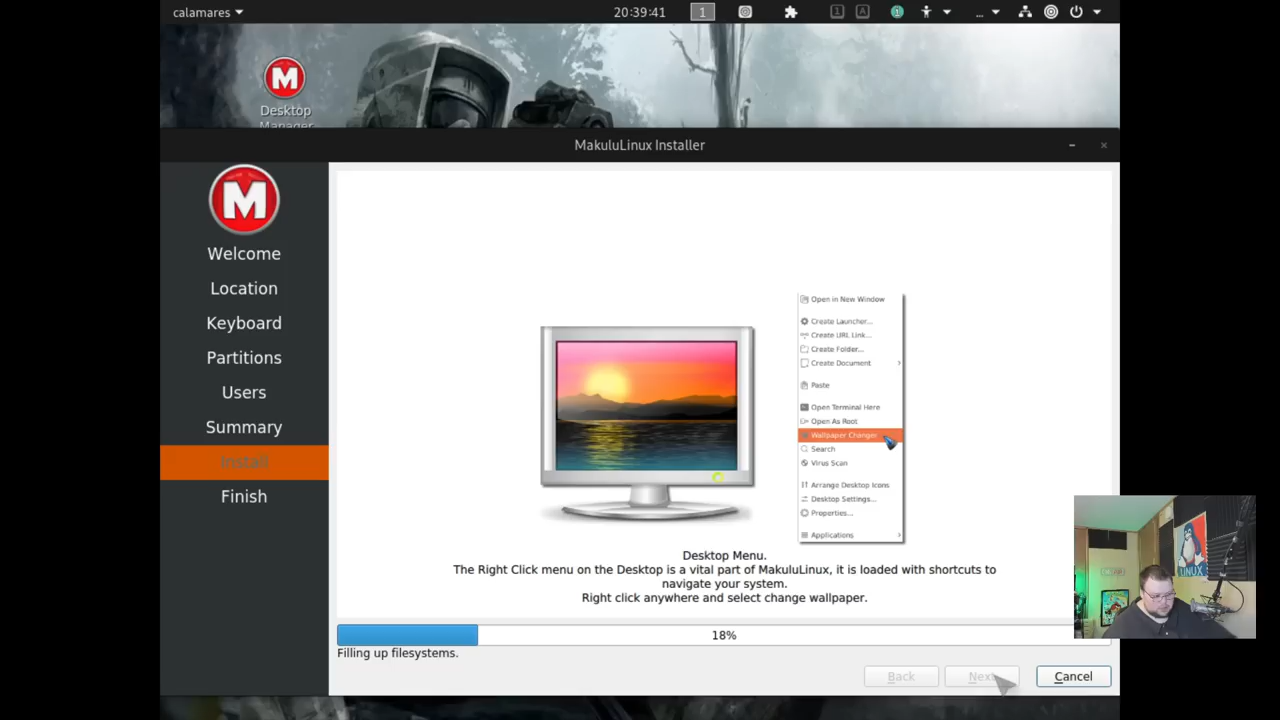 calamares
20:39:41
1
1
A
1
...
M
Desktop
Manager
MakuluLinux Installer
M
Welcome
Location
Keyboard
Partitions
Users
Summary
Install
Finish
Open in New Window
Create Launcher...
Create URL Link...
Create Folder...
Create Document
Paste
Open Terminal Here
Open As Root
Wallpaper Changer
Search
Virus Scan
Arrange Desktop Icons
Desktop Settings...
Properties...
Applications
Desktop Menu.
The Right Click menu on the Desktop is a vital part of MakuluLinux, it is loaded with shortcuts to
navigate your system.
Right click anywhere and select change wallpaper.
18%
Filling up filesystems.
Back
Next
Cancel
LINUX